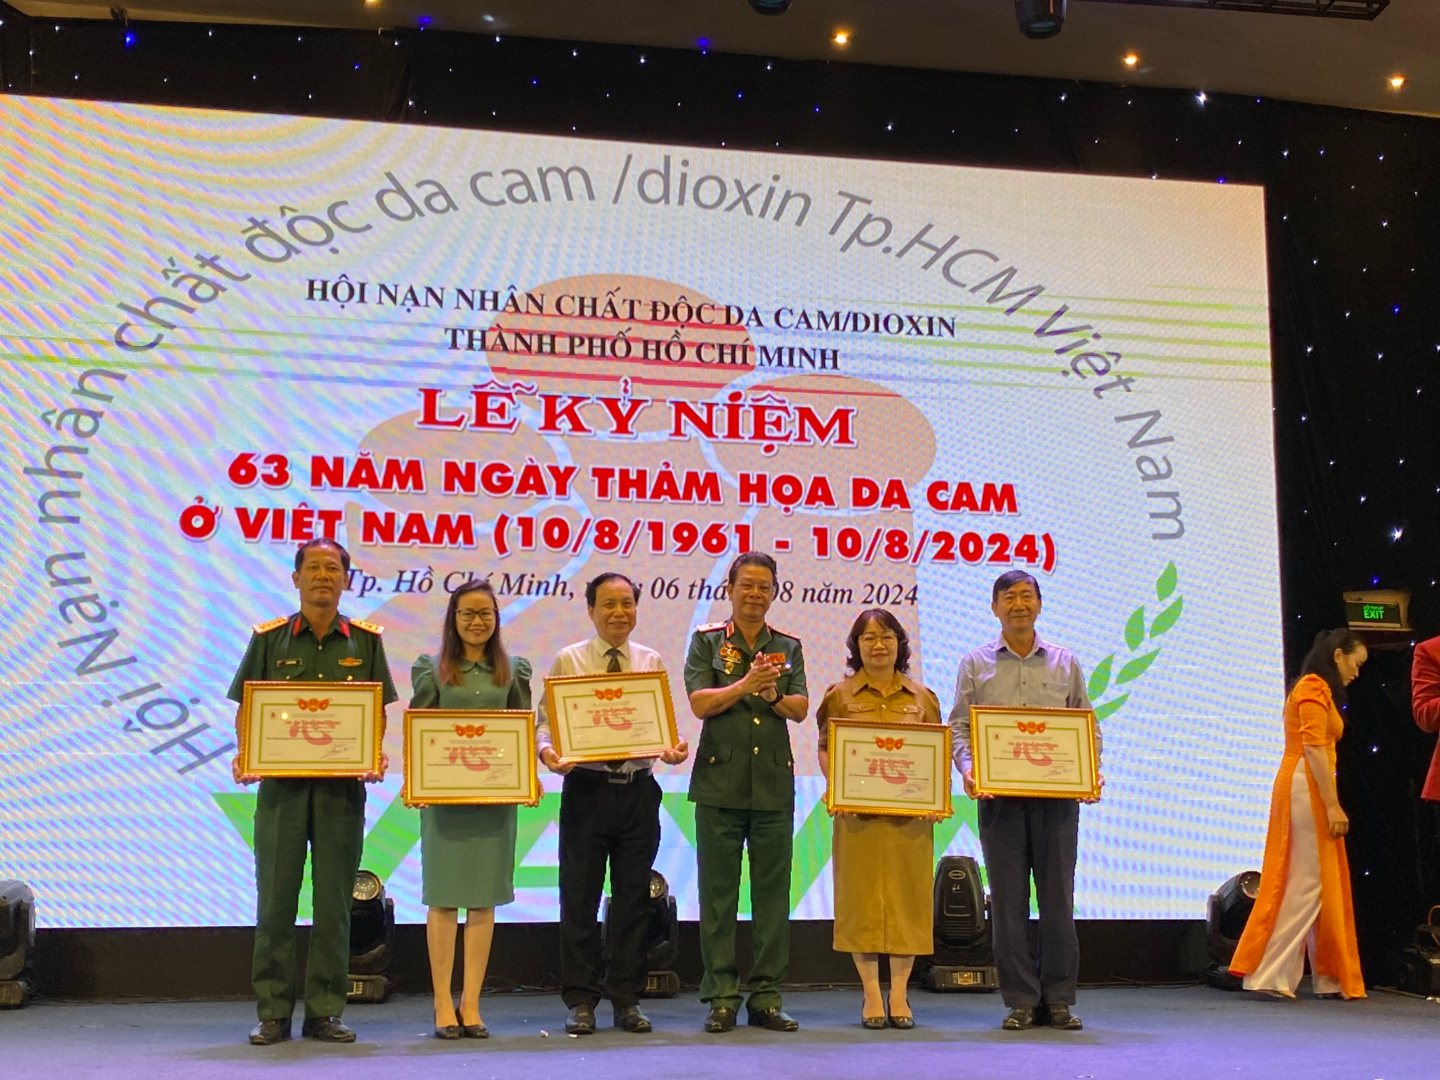 Hội Nạn nhân chất độc da cam /dioxin Tp.HCM Việt Nam
HỘI NẠN NHÂN CHẤT ĐỘC DA CAM/DIOXIN
THÀNH PHỐ HỒ CHÍ MINH
LỄ KỶ NIỆM
63 NĂM NGÀY THẢM HỌA DA CAM
Ở VIỆT NAM (10/8/1961 - 10/8/2024)
Tp. Hồ Chí Minh, 06 08 năm 2024
EXIT